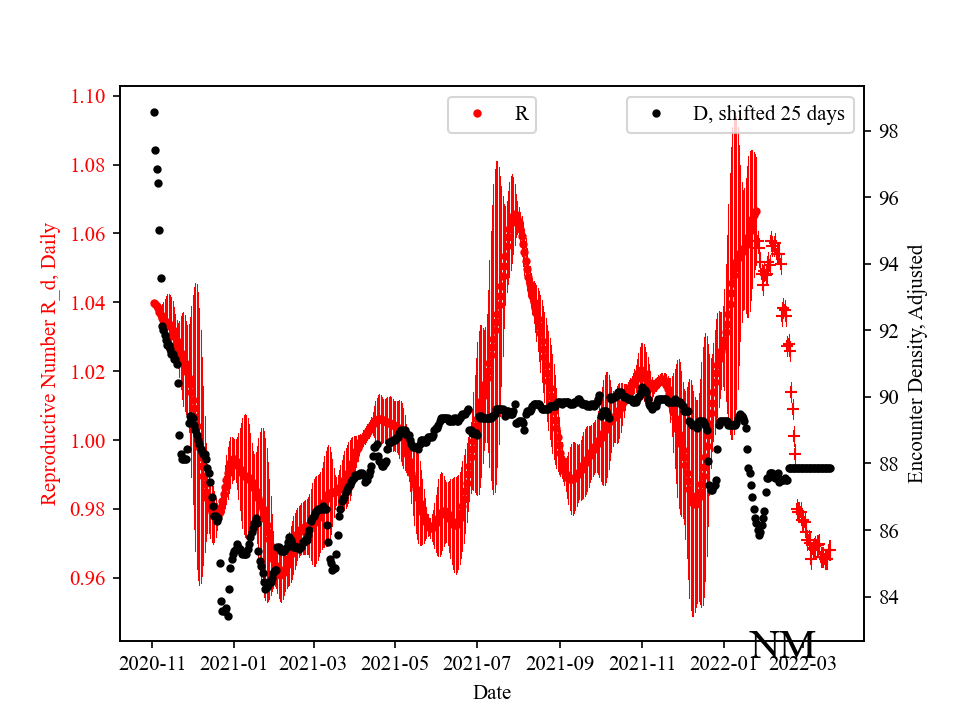 R
D, shifted 25 days
Reproductive Number R_d, Daily
1.10
1.08
1.06
1.04
1.02
1.00
0.98
0.96
98
96
94
92
90
88
86
84
Encounter Density, Adjusted
NM
2020-11 2021-01 2021-03 2021-05 2021-07 2021-09 2021-11 2022-01 2022-03
Date